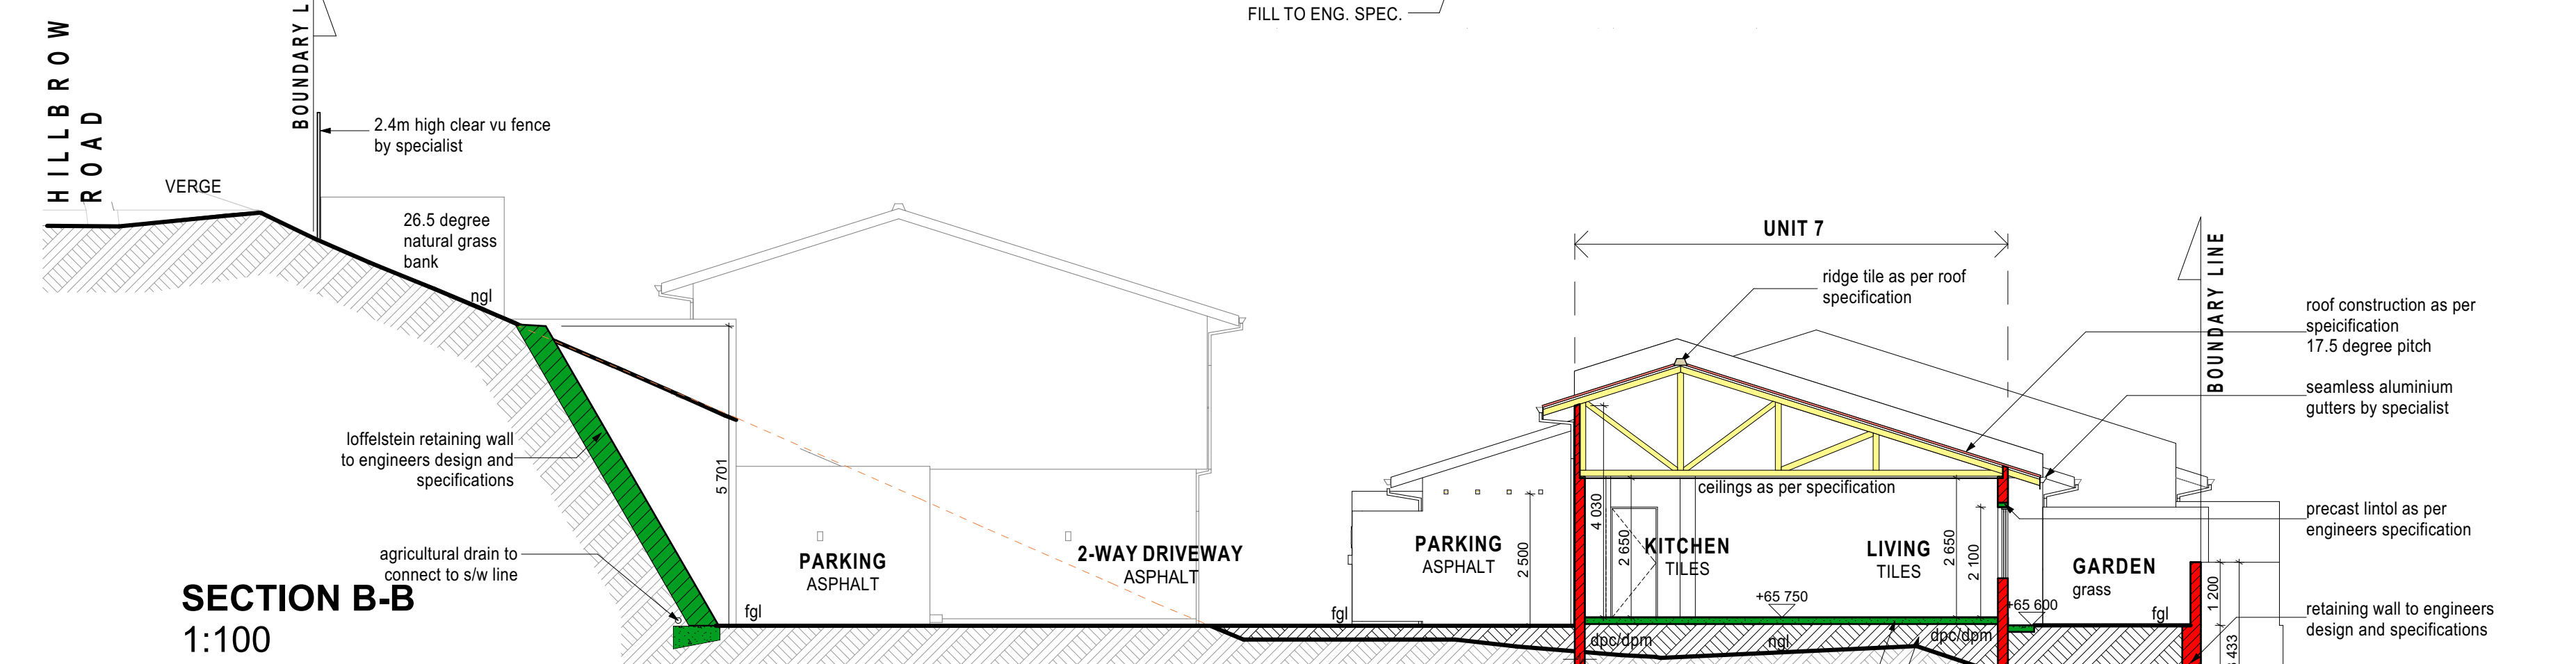 FILL TO ENG. SPEC.
HILLBROW
ROAD
BOUNDARY L
2.4m high clear vu fence
by specialist
VERGE
26.5 degree
natural grass
bank
ngl
UNIT 7
ridge tile as per roof
specification
BOUNDARY LINE
roof construction as per
speicification
17.5 degree pitch
seamless aluminium
gutters by specialist
loffelstein retaining wall
to engineers design and
specifications
5 701
ceilings as per specification
4 030
2 650
2 650
2 100
2 500
precast lintol as per
engineers specification
agricultural drain to
connect to s/w line
PARKING
ASPHALT
2-WAY DRIVEWAY
ASPHALT
PARKING
ASPHALT
KITCHEN
TILES
LIVING
TILES
GARDEN
grass
+65 750
+65 600
fgl
fgl
fgl
1 200
433
retaining wall to engineers
design and specifications
dpc/dpm
ngl
dpc/dpm
SECTION B-B
1:100